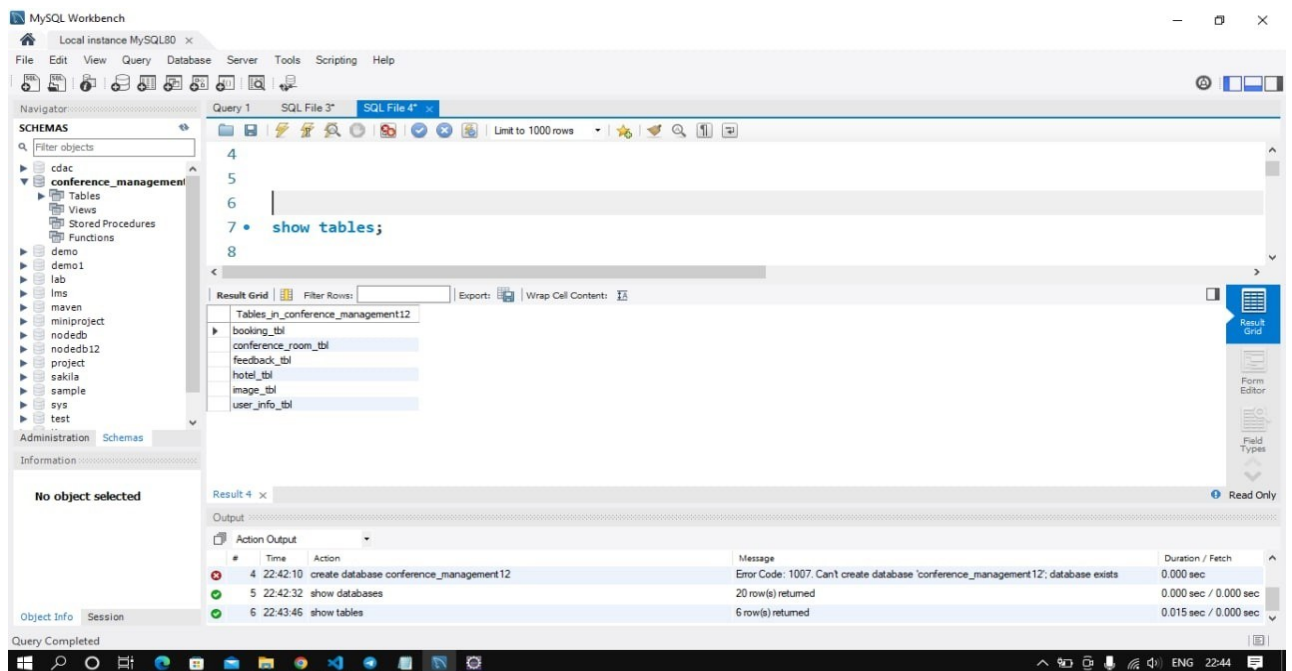 MySQL Workbench
Local instance MySQL80
File Edit View Query Database Server Tools Scripting Help
Navigator
SCHEMAS
Filter objects
cdac
conference_management
Tables
Views
Stored Procedures
Functions
demo
demo1
lab
lms
maven
miniproject
nodedb
nodedb12
project
sakila
sample
sys
test
Administration Schemas
Information
No object selected
Object Info Session
Query 1 SQL File 3* SQL File 4*
Limit to 1000 rows
4
5
6
7 show tables;
8
Result Grid Filter Rows: Export: Wrap Cell Content:
Tables_in_conference_management12
booking_tbl
conference_room_tbl
feedback_tbl
hotel_tbl
image_tbl
user_info_tbl
Result Grid
Form Editor
Field Types
Result 4 Read Only
Output
Action Output
# Time Action Message Duration / Fetch
4 22:42:10 create database conference_management12 Error Code: 1007. Can't create database 'conference_management12'; database exists 0.000 sec
5 22:42:32 show databases 20 row(s) returned 0.000 sec / 0.000 sec
6 22:43:46 show tables 6 row(s) returned 0.015 sec / 0.000 sec
Query Completed
ENG 22:44